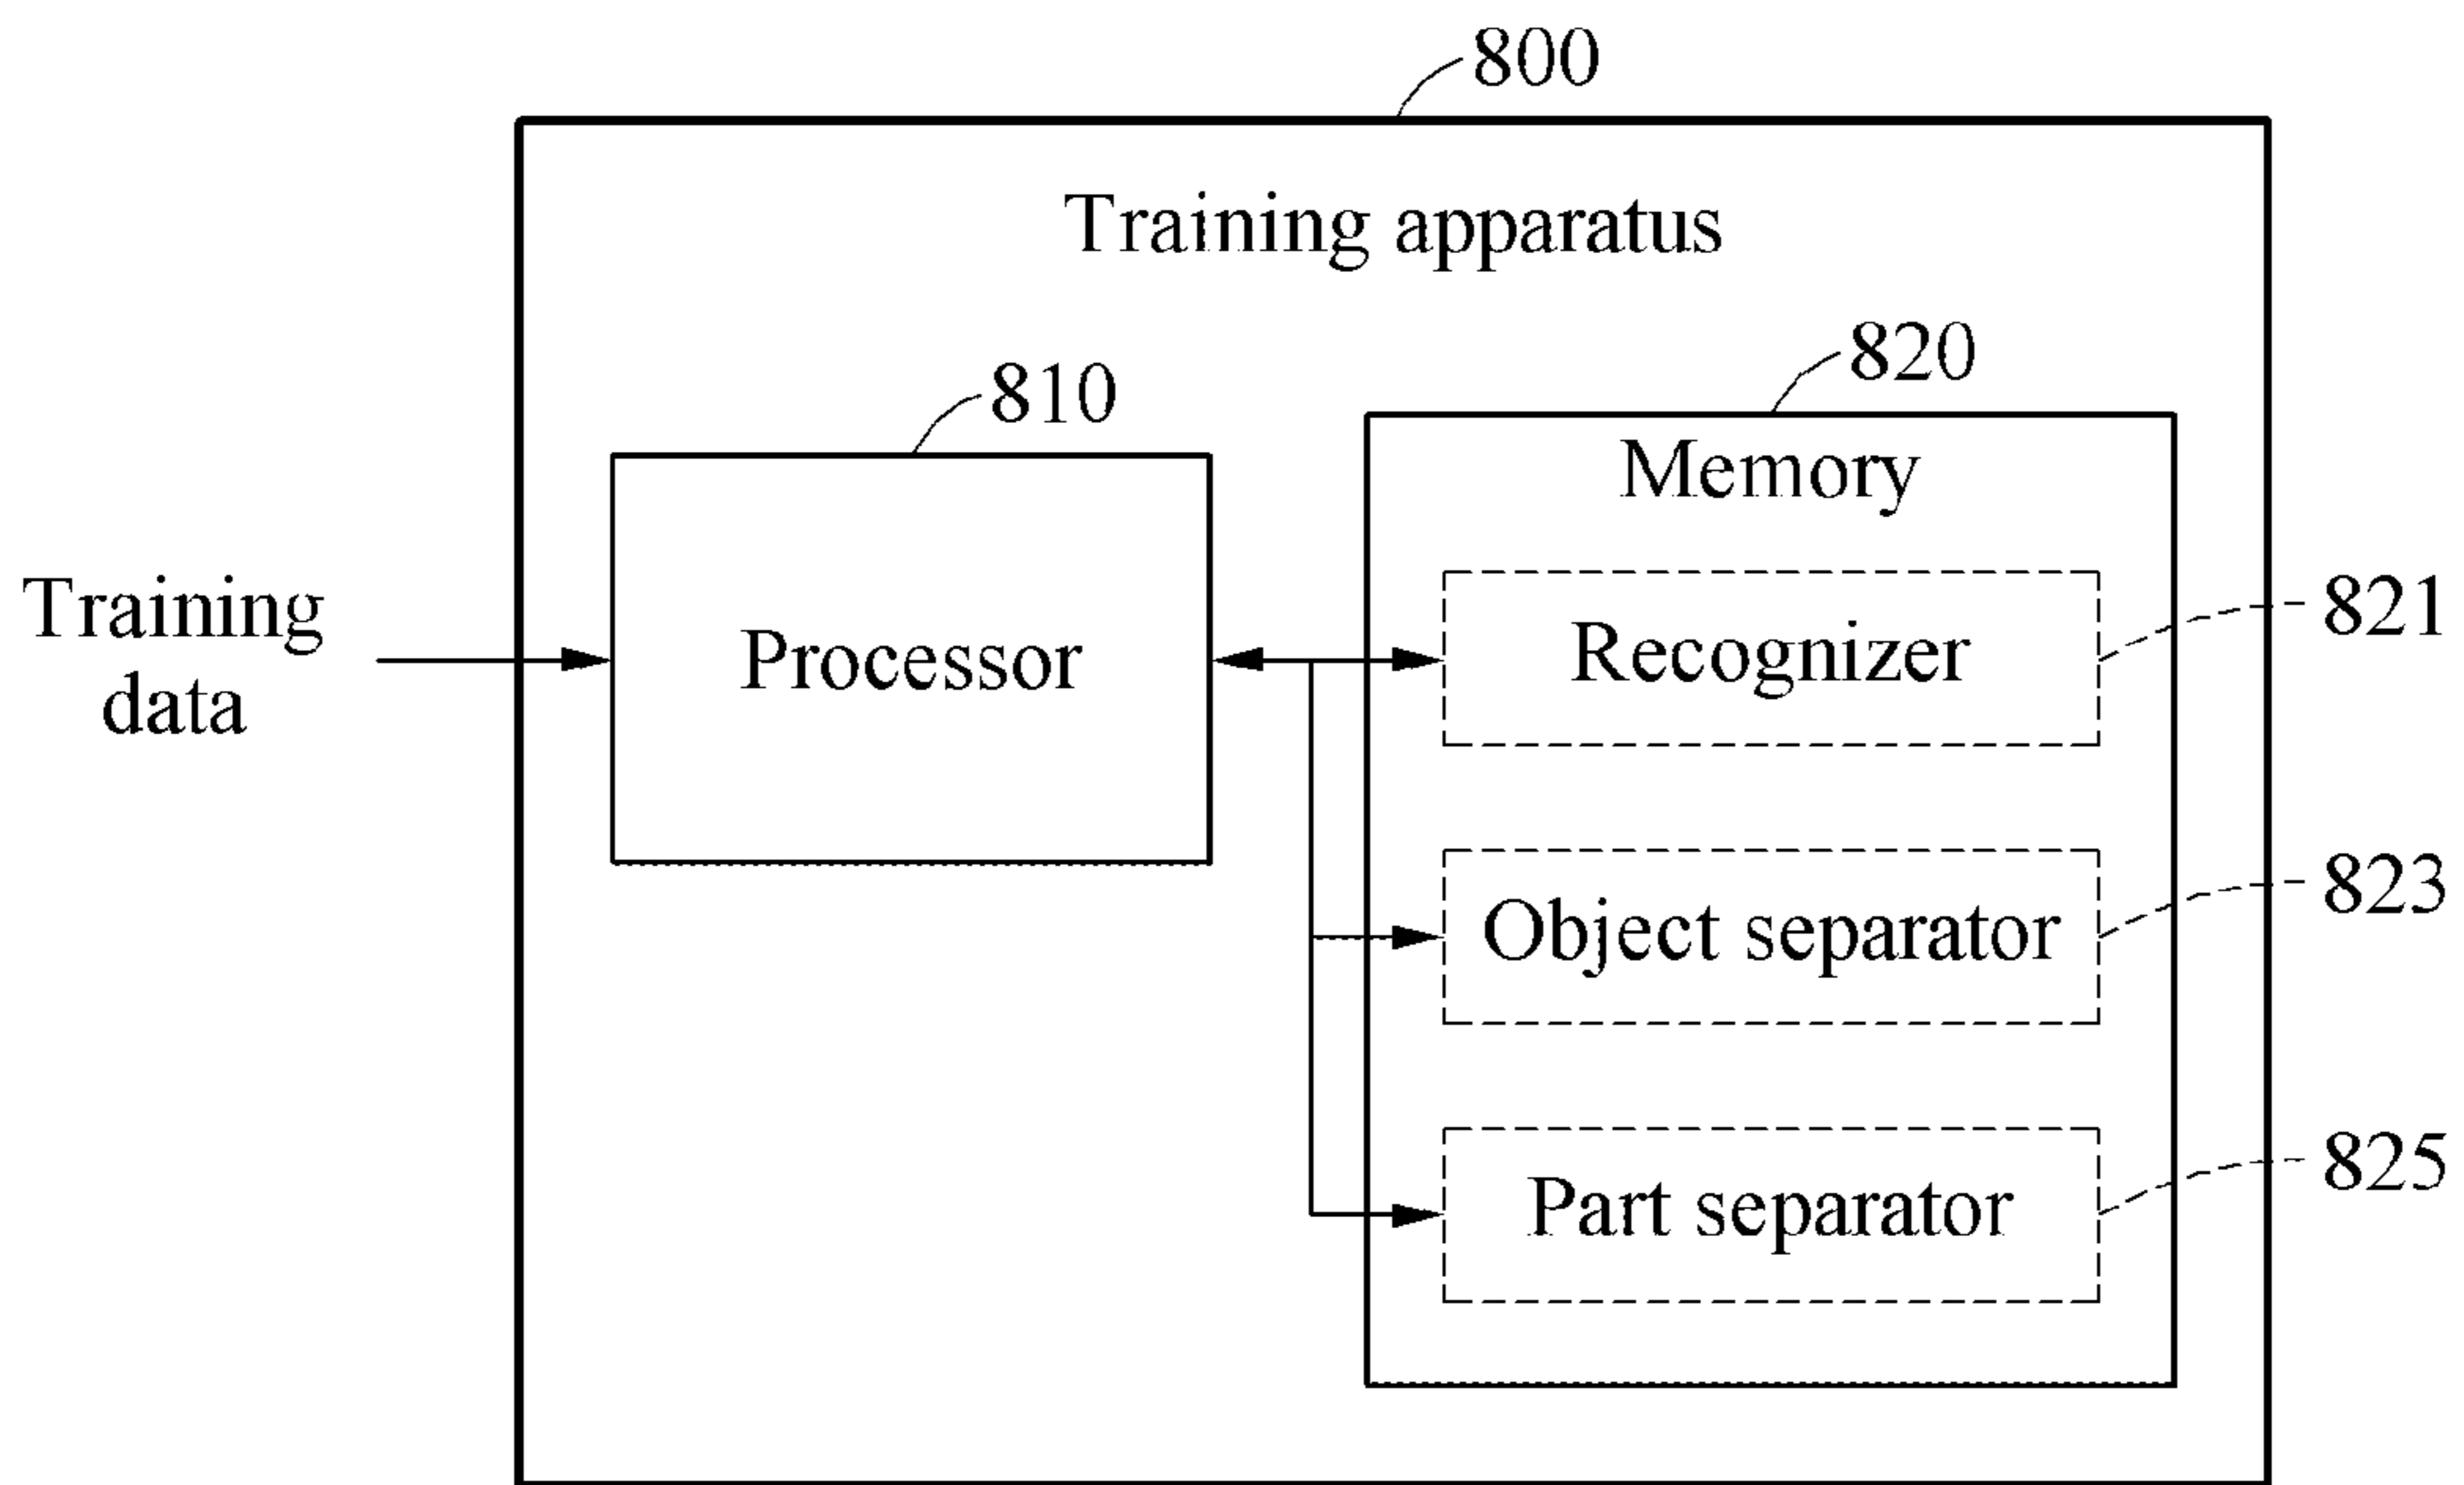 800
Training apparatus
810
820
Memory
Training
data
Processor
Recognizer
821
Object separator
823
Part separator
825